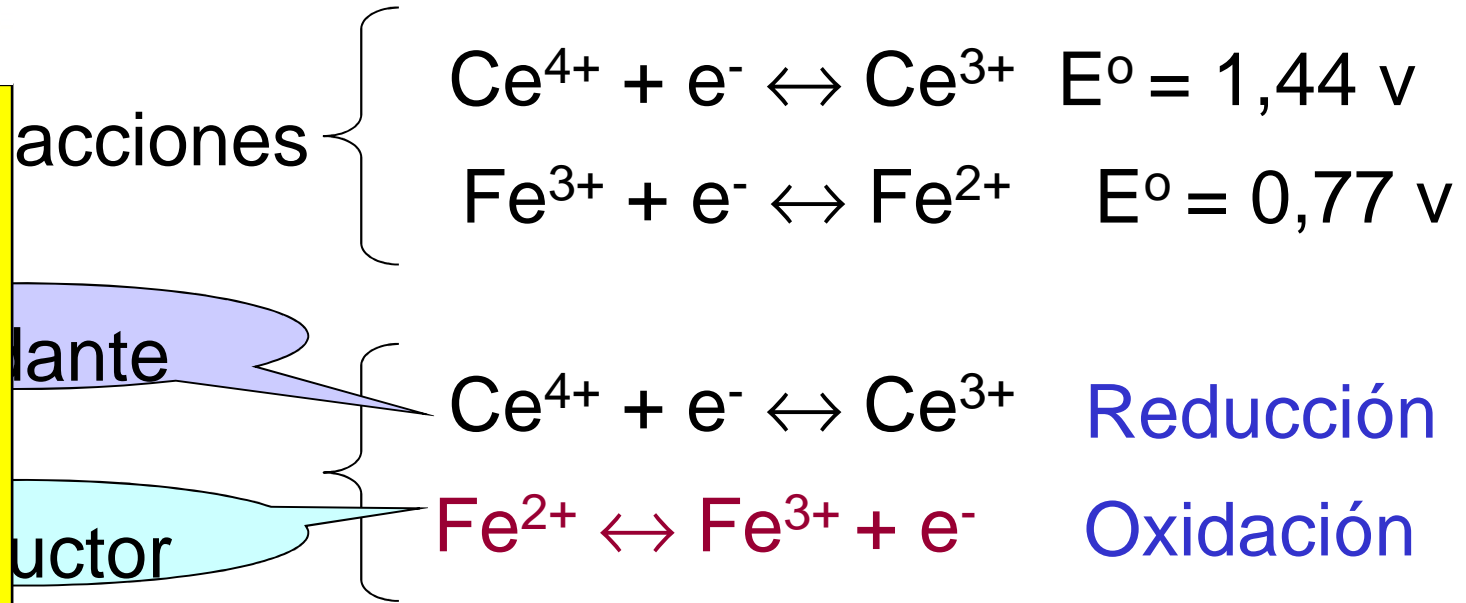 Ce⁴⁺ + e⁻ ↔ Ce³⁺ Eº = 1,44 v
acciones
Fe³⁺ + e⁻ ↔ Fe²⁺ Eº = 0,77 v
dante
Ce⁴⁺ + e⁻ ↔ Ce³⁺ Reducción
Fe²⁺ ↔ Fe³⁺ + e⁻ Oxidación
uctor